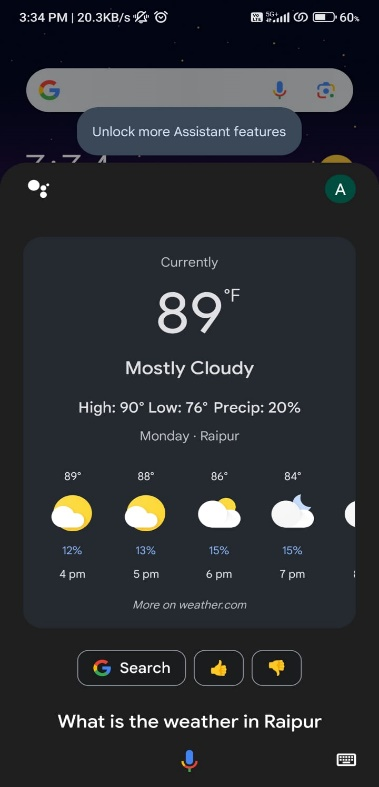 3:34 PM | 20.3KB/s
5G+ 60%
Unlock more Assistant features
A
Currently
89°F
Mostly Cloudy
High: 90° Low: 76° Precip: 20%
Monday · Raipur
89° 88° 86° 84°
12% 13% 15% 15%
4 pm 5 pm 6 pm 7 pm
More on weather.com
Search
What is the weather in Raipur